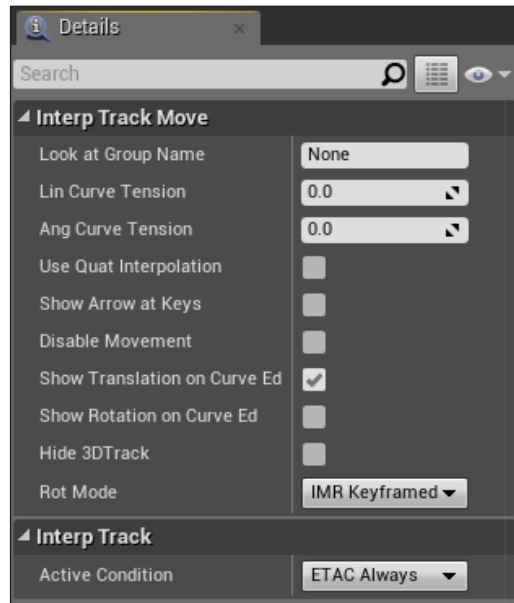 Details
Search
Interp Track Move
Look at Group Name None
Lin Curve Tension 0.0
Ang Curve Tension 0.0
Use Quat Interpolation
Show Arrow at Keys
Disable Movement
Show Translation on Curve Ed
Show Rotation on Curve Ed
Hide 3DTrack
Rot Mode IMR Keyframed
Interp Track
Active Condition ETAC Always